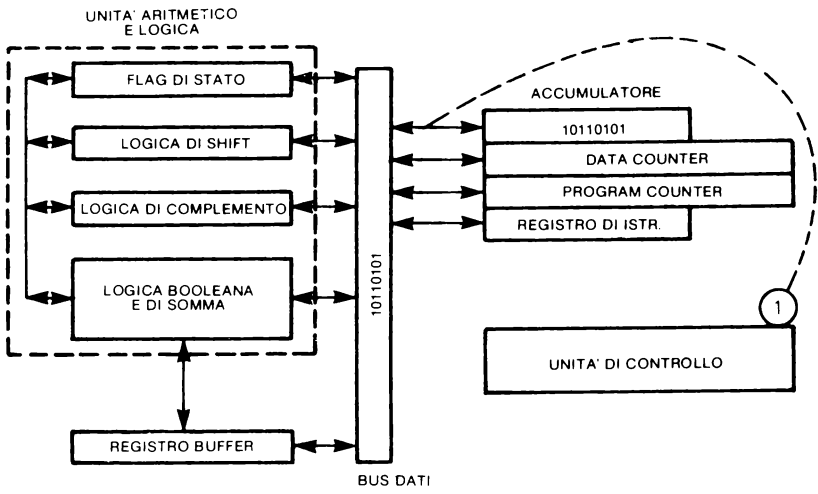 UNITA' ARITMETICO
E LOGICA
FLAG DI STATO
LOGICA DI SHIFT
LOGICA DI COMPLEMENTO
LOGICA BOOLEANA
E DI SOMMA
REGISTRO BUFFER
10110101
BUS DATI
ACCUMULATORE
10110101
DATA COUNTER
PROGRAM COUNTER
REGISTRO DI ISTR.
1
UNITA' DI CONTROLLO